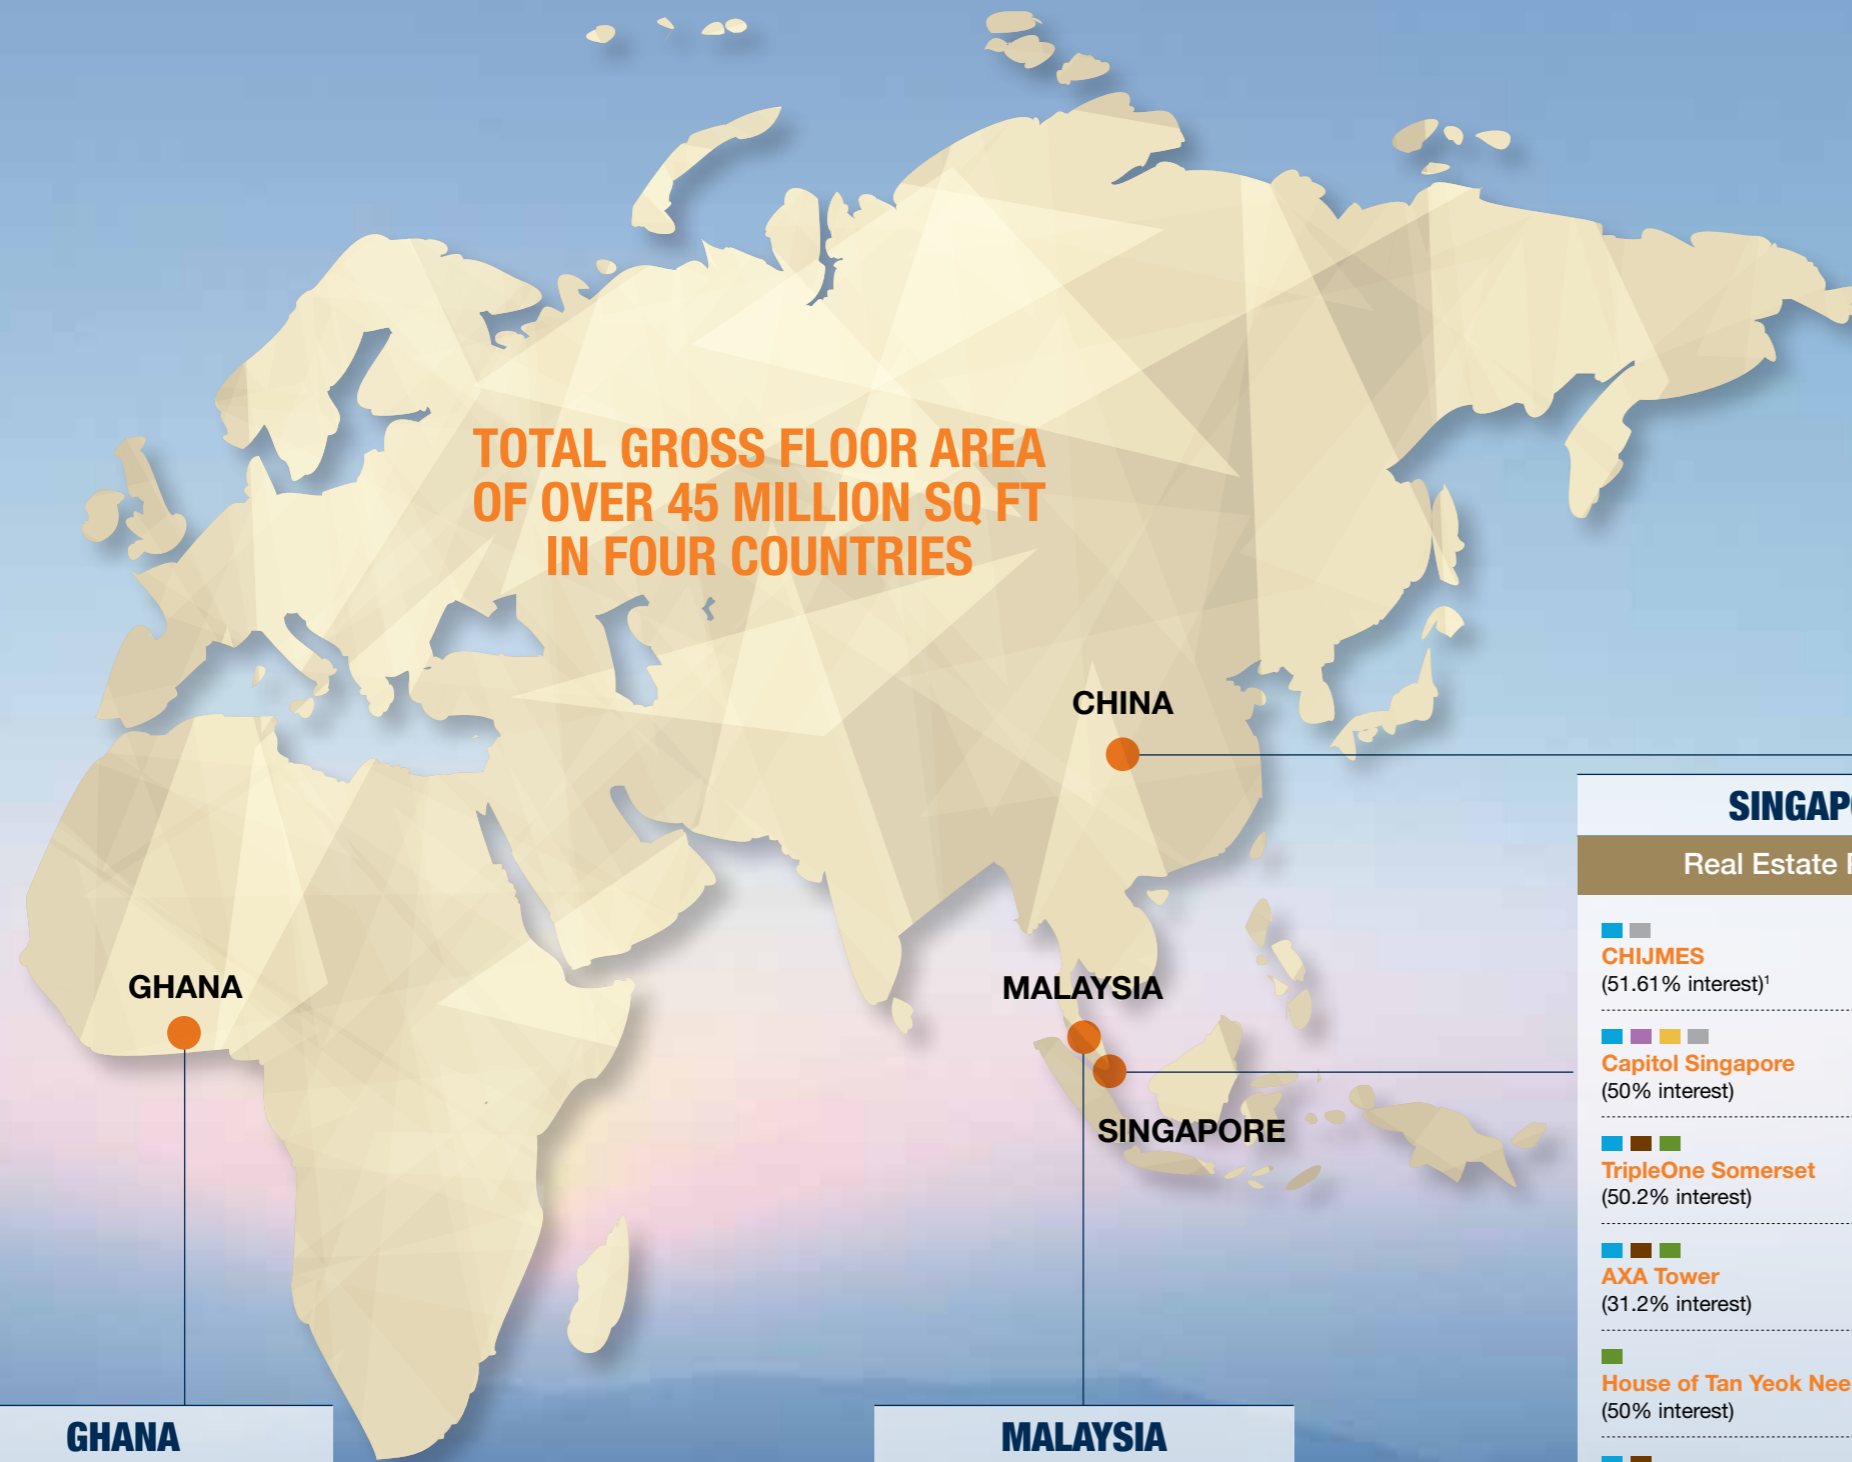 TOTAL GROSS FLOOR AREA
OF OVER 45 MILLION SQ FT
IN FOUR COUNTRIES
CHINA
GHANA
MALAYSIA
SINGAPORE
Real Estate
CHIJMES
(51.61% interest)¹
Capitol Singapore
(50% interest)
TripleOne Somerset
(50.2% interest)
AXA Tower
(31.2% interest)
House of Tan Yeok Nee
(50% interest)
GHANA
MALAYSIA